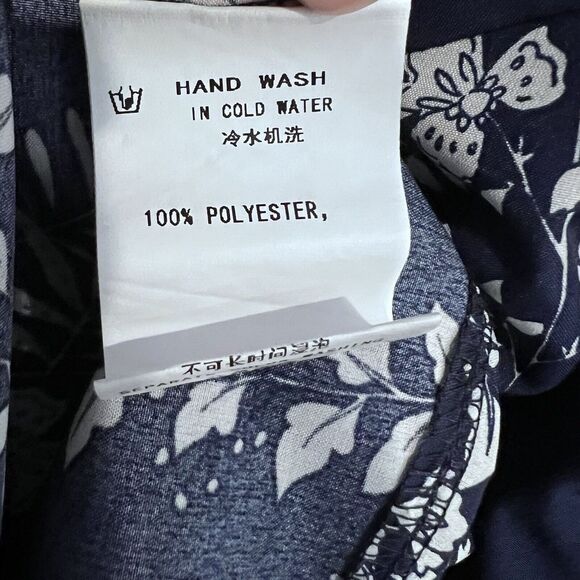 HAND WASH
IN COLD WATER
冷水机洗
100% POLYESTER,
不可长时间浸泡